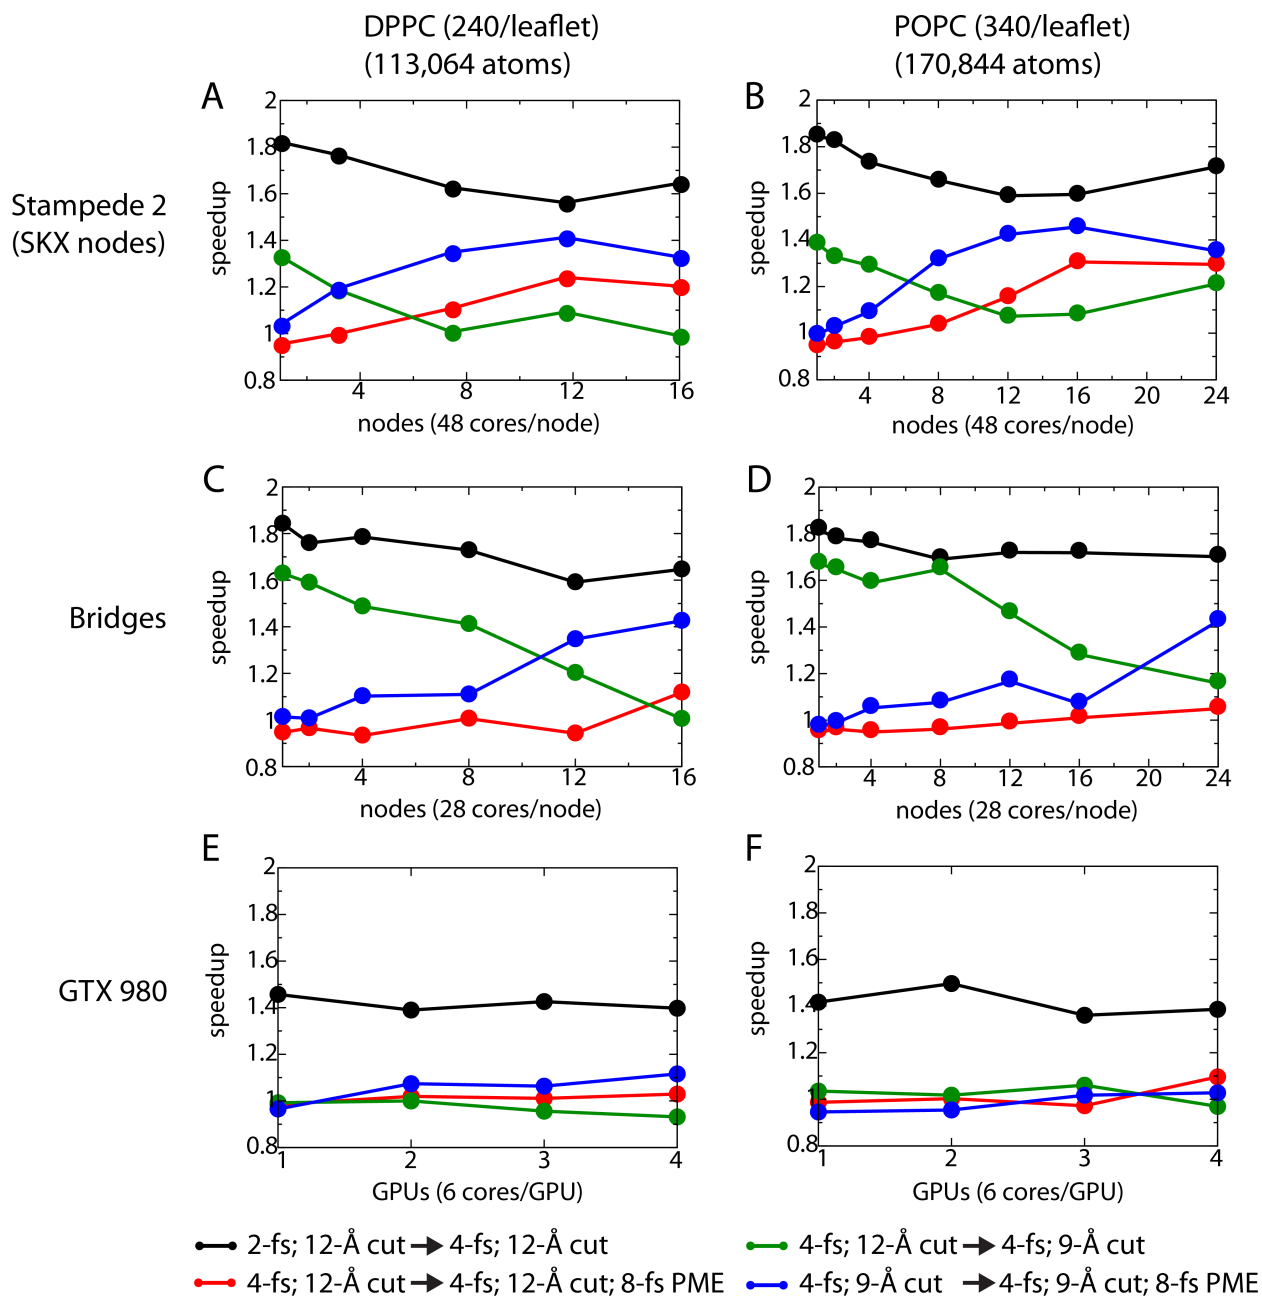 DPPC (240/leaflet)
(113,064 atoms)
POPC (340/leaflet)
(170,844 atoms)
Stampede 2
(SKX nodes)
A
2
1.8
1.6
1.4
1.2
1
0.8
speedup
4
8
12
16
nodes (48 cores/node)
B
2
1.8
1.6
1.4
1.2
1
0.8
speedup
4
8
12
16
20
24
nodes (48 cores/node)
Bridges
C
2
1.8
1.6
1.4
1.2
1
0.8
speedup
4
8
12
16
nodes (28 cores/node)
D
2
1.8
1.6
1.4
1.2
1
0.8
speedup
4
8
12
16
20
24
nodes (28 cores/node)
GTX 980
E
2
1.8
1.6
1.4
1.2
1
0.8
speedup
1
2
3
4
GPUs (6 cores/GPU)
F
2
1.8
1.6
1.4
1.2
1
0.8
speedup
1
2
3
4
GPUs (6 cores/GPU)
2-fs; 12-Å cut → 4-fs; 12-Å cut
4-fs; 12-Å cut → 4-fs; 9-Å cut
4-fs; 12-Å cut → 4-fs; 12-Å cut; 8-fs PME
4-fs; 9-Å cut → 4-fs; 9-Å cut; 8-fs PME